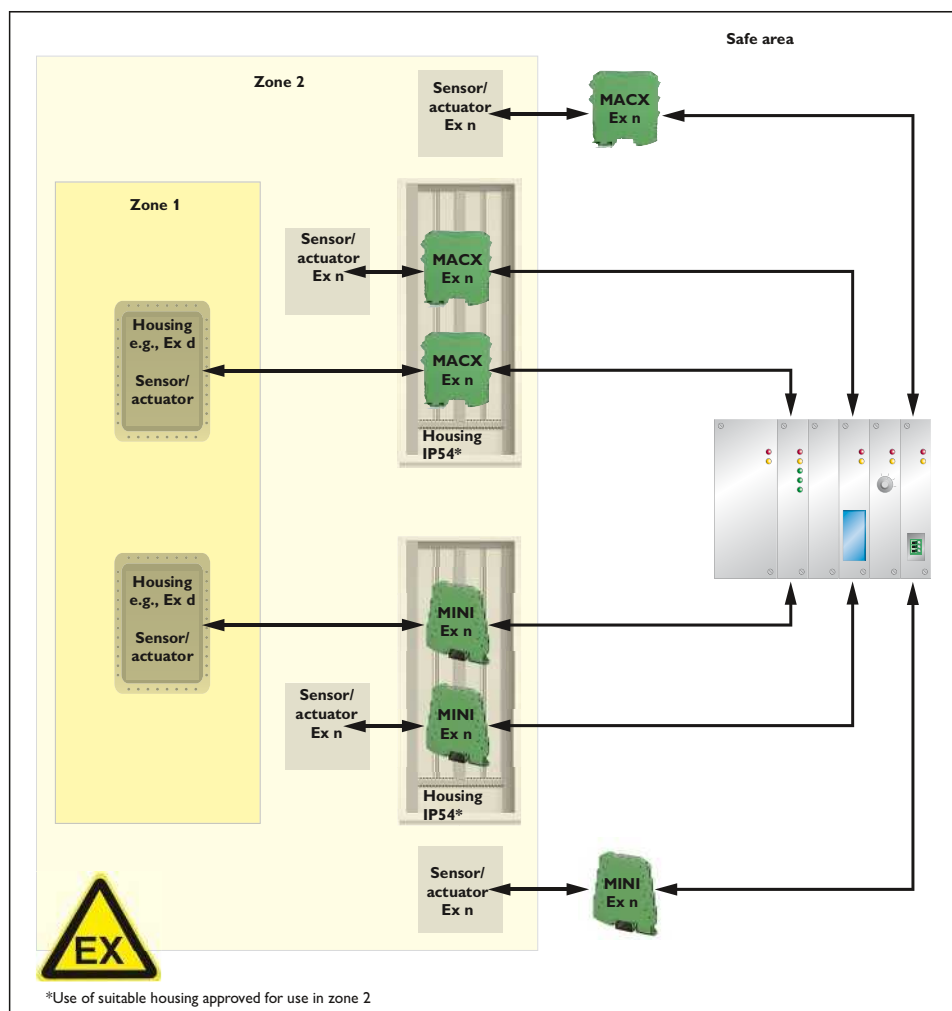 Safe area
Zone 2
Sensor/
actuator
Ex n
MACX
Ex n
Zone 1
Sensor/
actuator
Ex n
MACX
Ex n
Housing
e.g., Ex d
Sensor/
actuator
MACX
Ex n
Housing
IP54*
Housing
e.g., Ex d
Sensor/
actuator
MINI
Ex n
Sensor/
actuator
Ex n
MINI
Ex n
Housing
IP54*
Sensor/
actuator
Ex n
MINI
Ex n
EX
*Use of suitable housing approved for use in zone 2